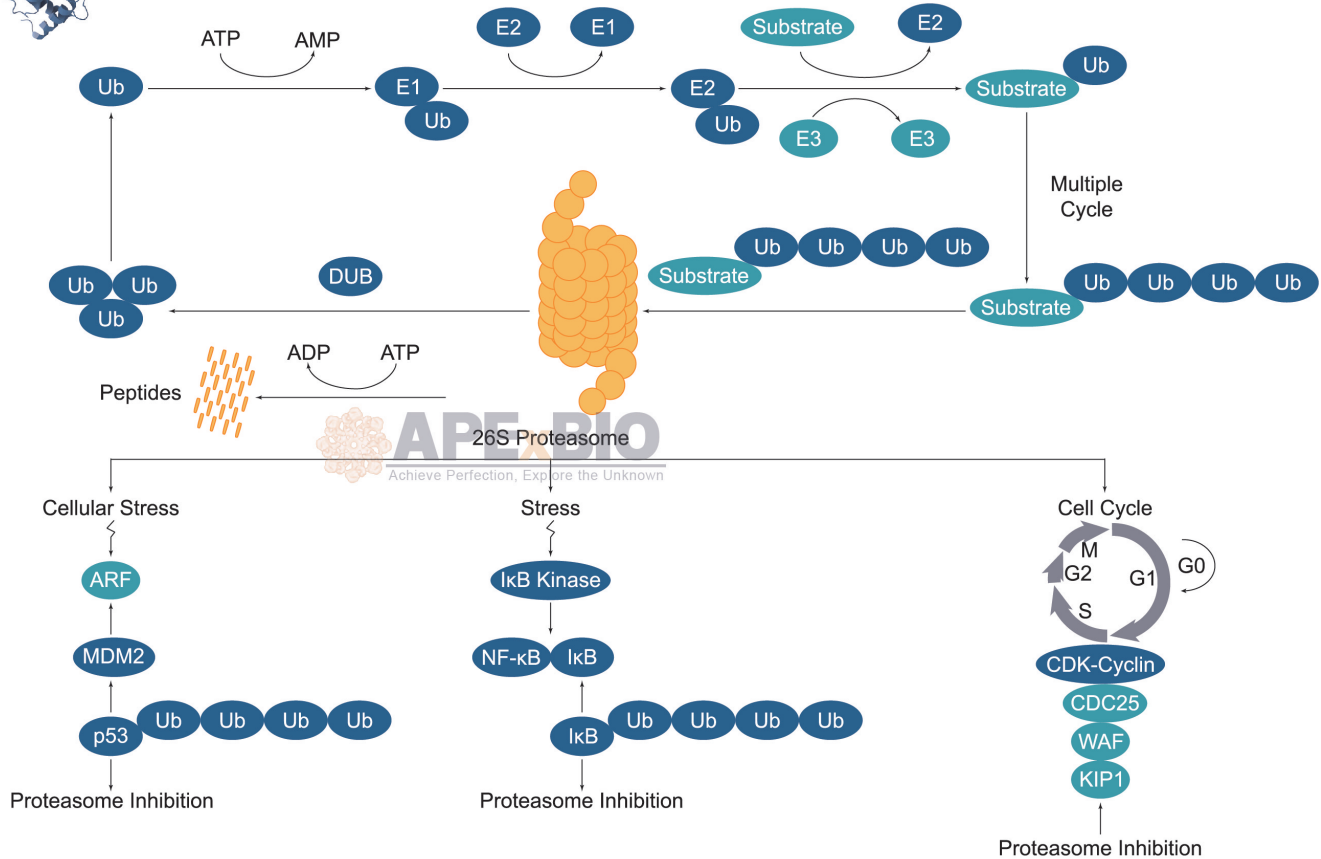 E2
E1
Substrate
E2
ATP
AMP
Ub
E1
Ub
E2
Ub
Substrate
Ub
E3
E3
Multiple
Cycle
Ub
Ub
Ub
Ub
Substrate
Ub
Ub
Ub
Ub
Substrate
DUB
Ub
Ub
Ub
ADP
ATP
Peptides
APExBIO
26S Proteasome
Achieve Perfection, Explore the Unknown
Cellular Stress
Stress
Cell Cycle
ARF
IκB Kinase
M
G2
G1
G0
S
MDM2
NF-κB
IκB
CDK-Cyclin
CDC25
WAF
KIP1
p53
Ub
Ub
Ub
Ub
IκB
Ub
Ub
Ub
Ub
Proteasome Inhibition
Proteasome Inhibition
Proteasome Inhibition